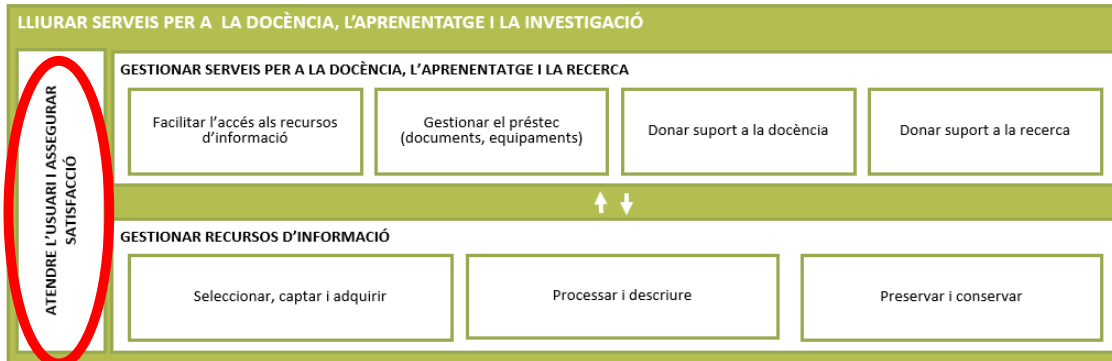 LLIURAR SERVEIS PER A LA DOCÈNCIA, L'APRENENTATGE I LA INVESTIGACIÓ
ATENDRE L'USUARI I ASSEGURAR
SATISFACCIÓ
GESTIONAR SERVEIS PER A LA DOCÈNCIA, L'APRENENTATGE I LA RECERCA
Facilitar l'accés als recursos
d'informació
Gestionar el préstec
(documents, equipaments)
Donar suport a la docència
Donar suport a la recerca
GESTIONAR RECURSOS D'INFORMACIÓ
Seleccionar, captar i adquirir
Processar i descriure
Preservar i conservar